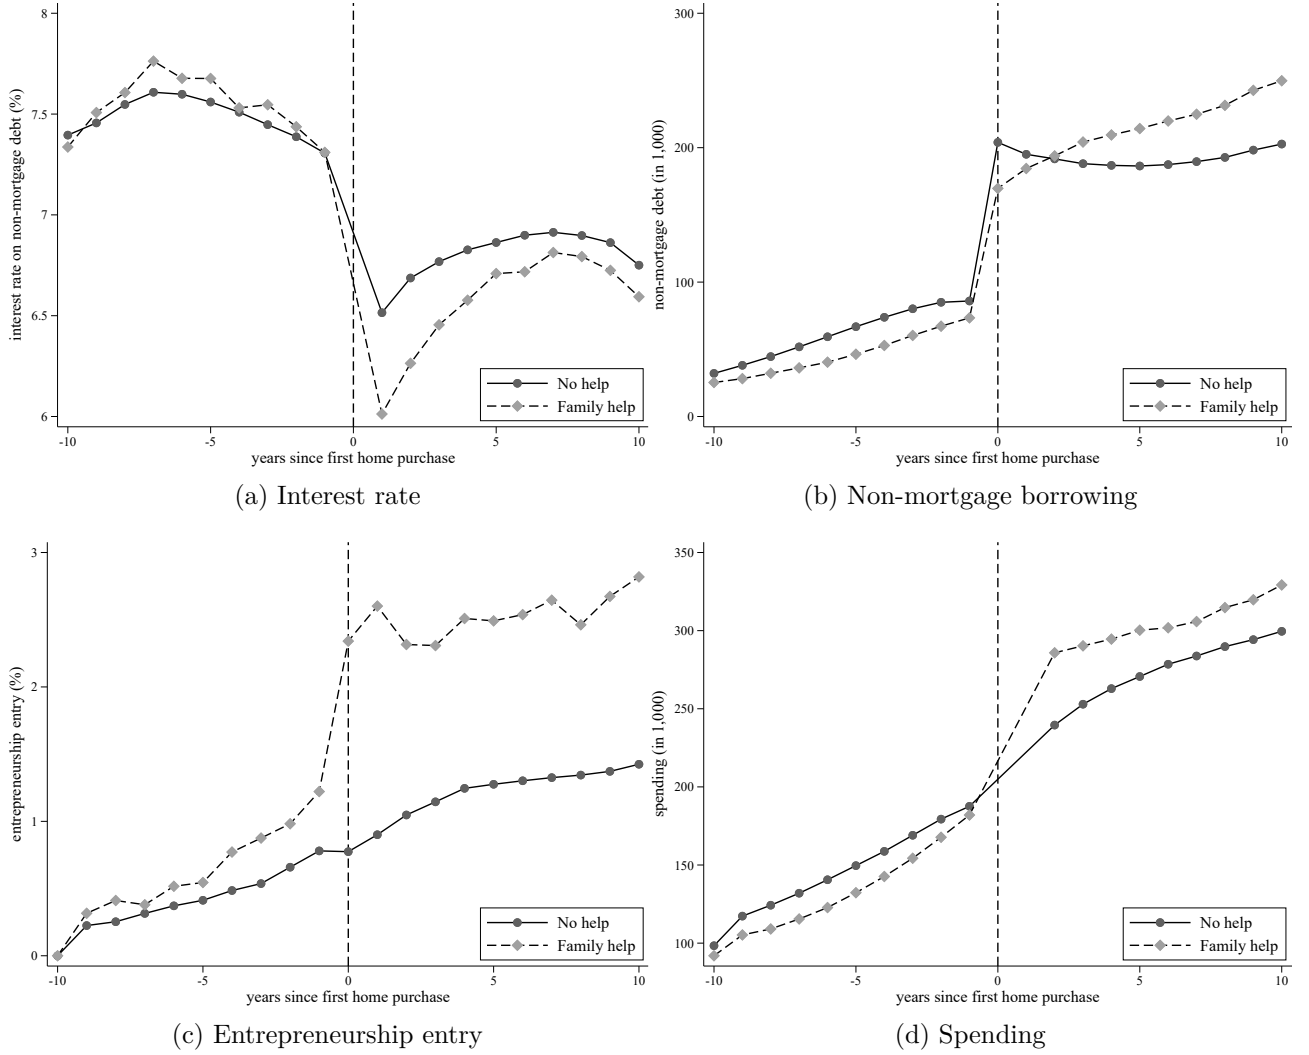 8
7.5
7
6.5
6
interest rate on non-mortgage debt (%)
-10
-5
0
5
10
years since first home purchase
No help
Family help
(a) Interest rate
300
200
100
0
non-mortgage debt (in 1,000)
-10
-5
0
5
10
years since first home purchase
No help
Family help
(b) Non-mortgage borrowing
3
2
1
0
entrepreneurship entry (%)
-10
-5
0
5
10
years since first home purchase
No help
Family help
(c) Entrepreneurship entry
350
300
250
200
150
100
spending (in 1,000)
-10
-5
0
5
10
years since first home purchase
No help
Family help
(d) Spending